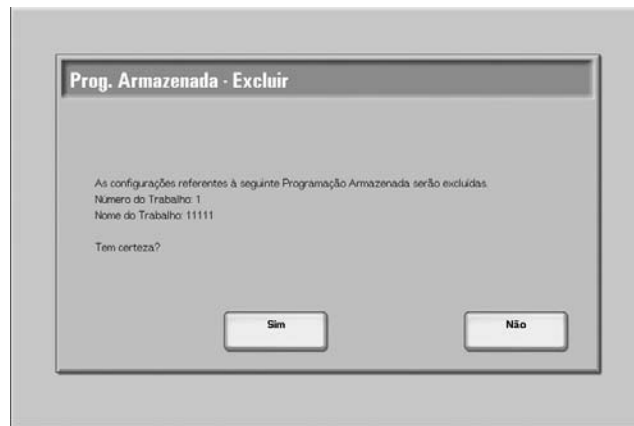 Prog. Armazenada - Excluir
As configurações referentes à seguinte Programação Armazenada serão excluídas.
Número do Trabalho: 1
Nome do Trabalho: 11111
Tem certeza?
Sim
Não